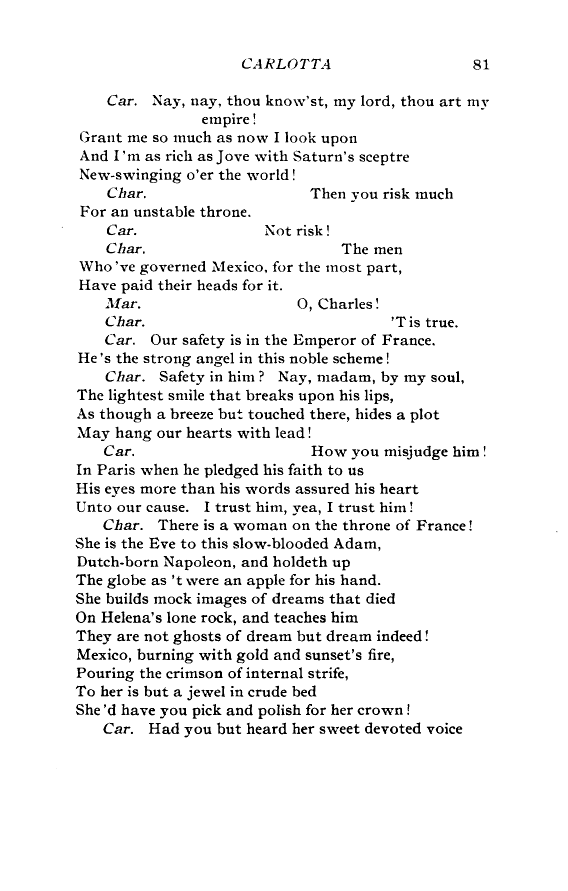 CARLOTTA 81
Car. Nay, nay, thou know'st, my lord, thou art my
empire!
Grant me so much as now I look upon
And I'm as rich as Jove with Saturn's sceptre
New-swinging o'er the world!
Char. Then you risk much
For an unstable throne.
Car. Not risk!
Char. The men
Who've governed Mexico, for the most part,
Have paid their heads for it.
Mar. O, Charles!
Char. 'Tis true.
Car. Our safety is in the Emperor of France.
He's the strong angel in this noble scheme!
Char. Safety in him? Nay, madam, by my soul,
The lightest smile that breaks upon his lips,
As though a breeze but touched there, hides a plot
May hang our hearts with lead!
Car. How you misjudge him!
In Paris when he pledged his faith to us
His eyes more than his words assured his heart
Unto our cause. I trust him, yea, I trust him!
Char. There is a woman on the throne of France!
She is the Eve to this slow-blooded Adam,
Dutch-born Napoleon, and holdeth up
The globe as 't were an apple for his hand.
She builds mock images of dreams that died
On Helena's lone rock, and teaches him
They are not ghosts of dream but dream indeed!
Mexico, burning with gold and sunset's fire,
Pouring the crimson of internal strife,
To her is but a jewel in crude bed
She'd have you pick and polish for her crown!
Car. Had you but heard her sweet devoted voice